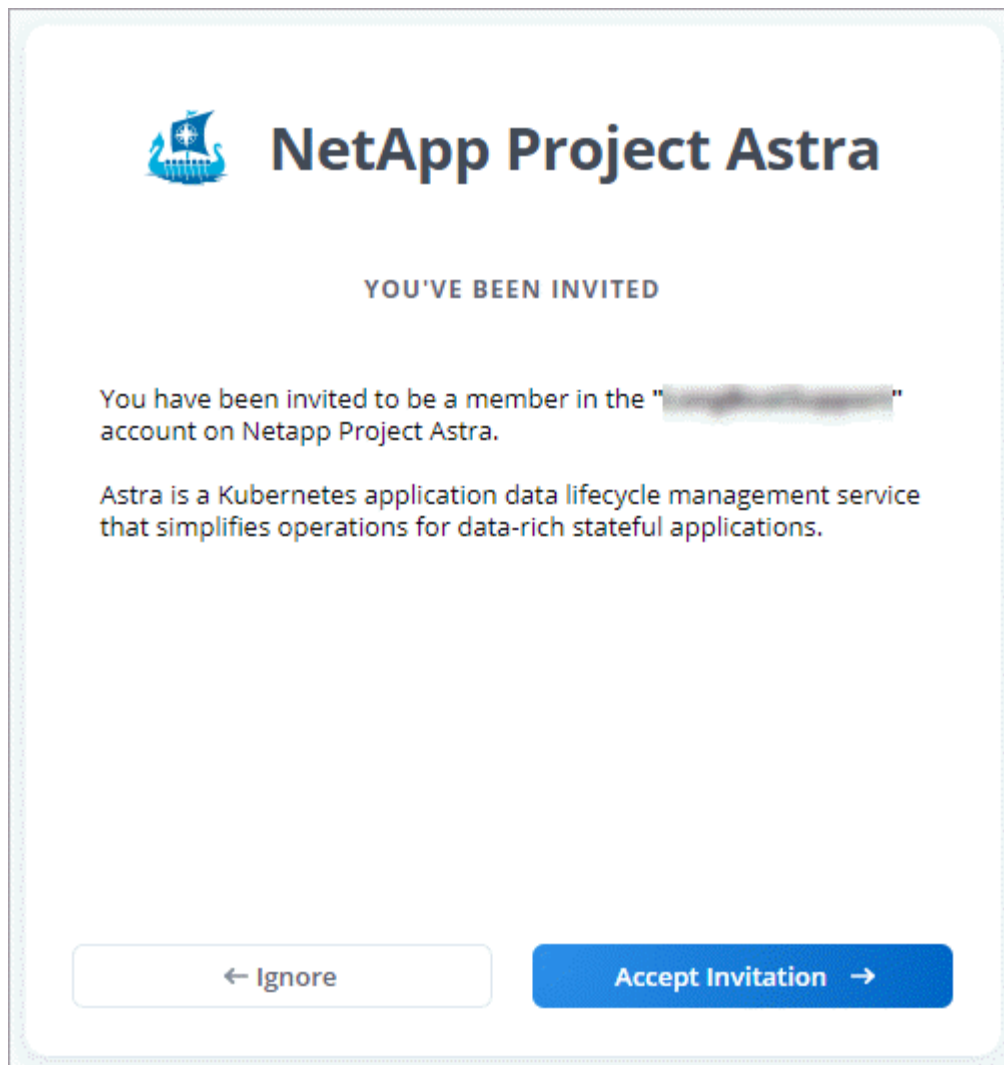 NetApp Project Astra
YOU'VE BEEN INVITED
You have been invited to be a member in the " "
account on Netapp Project Astra.
Astra is a Kubernetes application data lifecycle management service
that simplifies operations for data-rich stateful applications.
← Ignore
Accept Invitation →